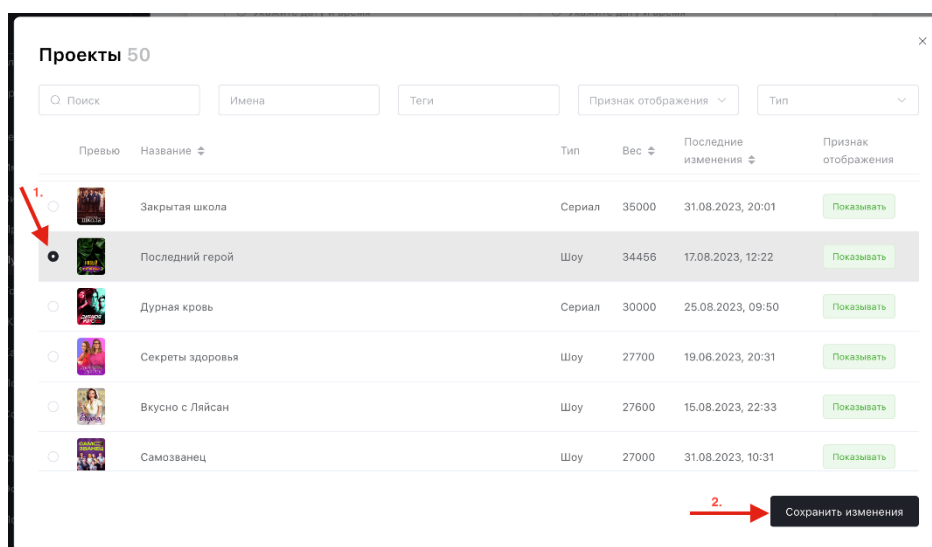 Проекты 50
Поиск
Имена
Теги
Признак отображения
Тип
Превью
Название
Тип
Вес
Последние изменения
Признак отображения
1.
Закрытая школа
Сериал
35000
31.08.2023, 20:01
Показывать
Последний герой
Шоу
34456
17.08.2023, 12:22
Показывать
Дурная кровь
Сериал
30000
25.08.2023, 09:50
Показывать
Секреты здоровья
Шоу
27700
19.06.2023, 20:31
Показывать
Вкусно с Ляйсан
Шоу
27600
15.08.2023, 22:33
Показывать
Самозванец
Шоу
27000
31.08.2023, 10:31
Показывать
2.
Сохранить изменения